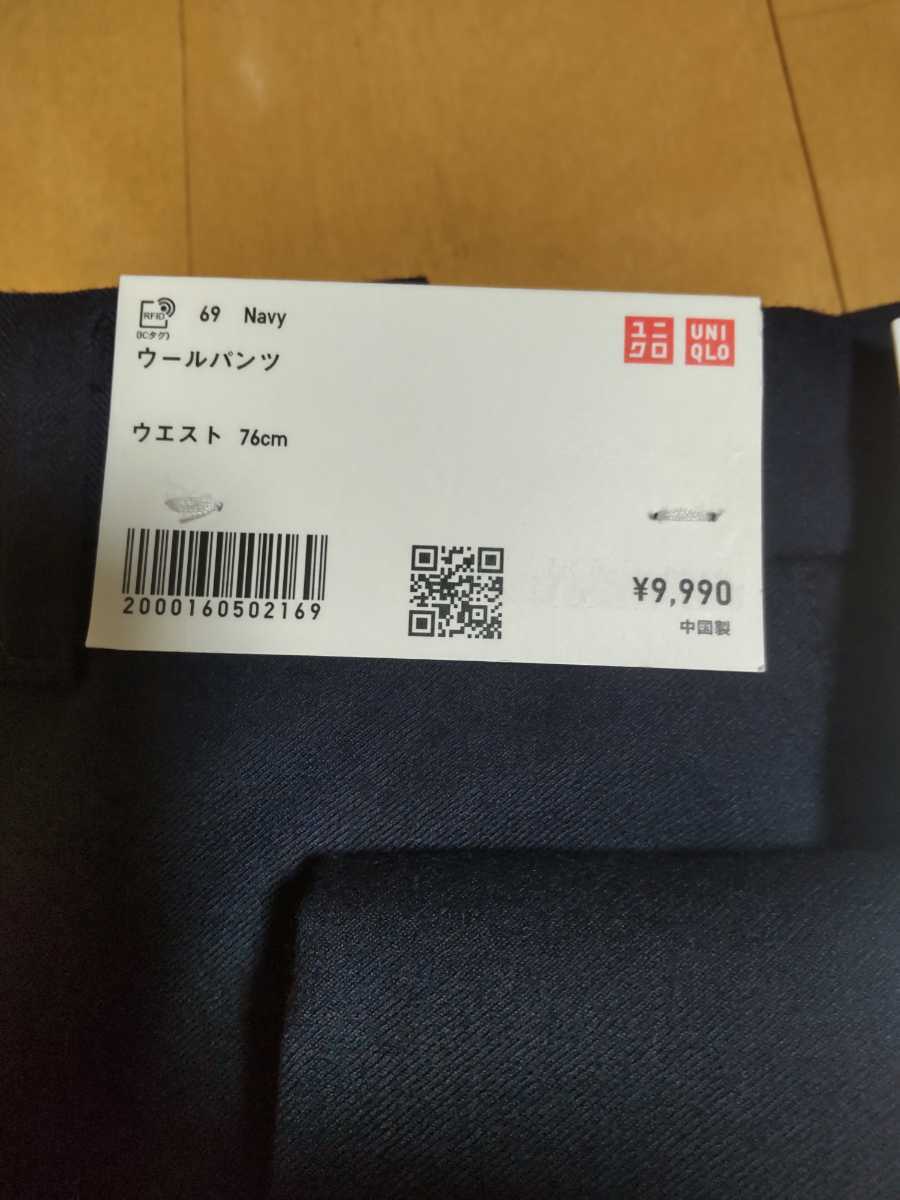 RFID
(ICタグ)
69 Navy
ウールパンツ
ユニ
クロ
UNI
QLO
ウエスト 76cm
2000160502169
¥9,990
中国製